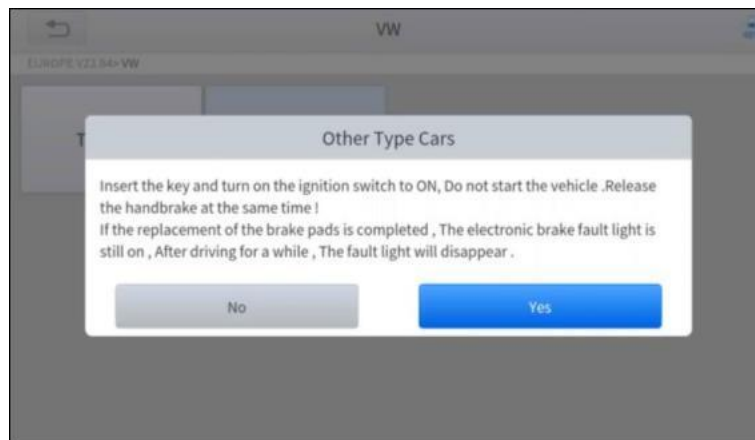 VW
EUROPE V23.84> VW
T
Other Type Cars
Insert the key and turn on the ignition switch to ON, Do not start the vehicle .Release
the handbrake at the same time !
If the replacement of the brake pads is completed , The electronic brake fault light is
still on , After driving for a while , The fault light will disappear .
No
Yes